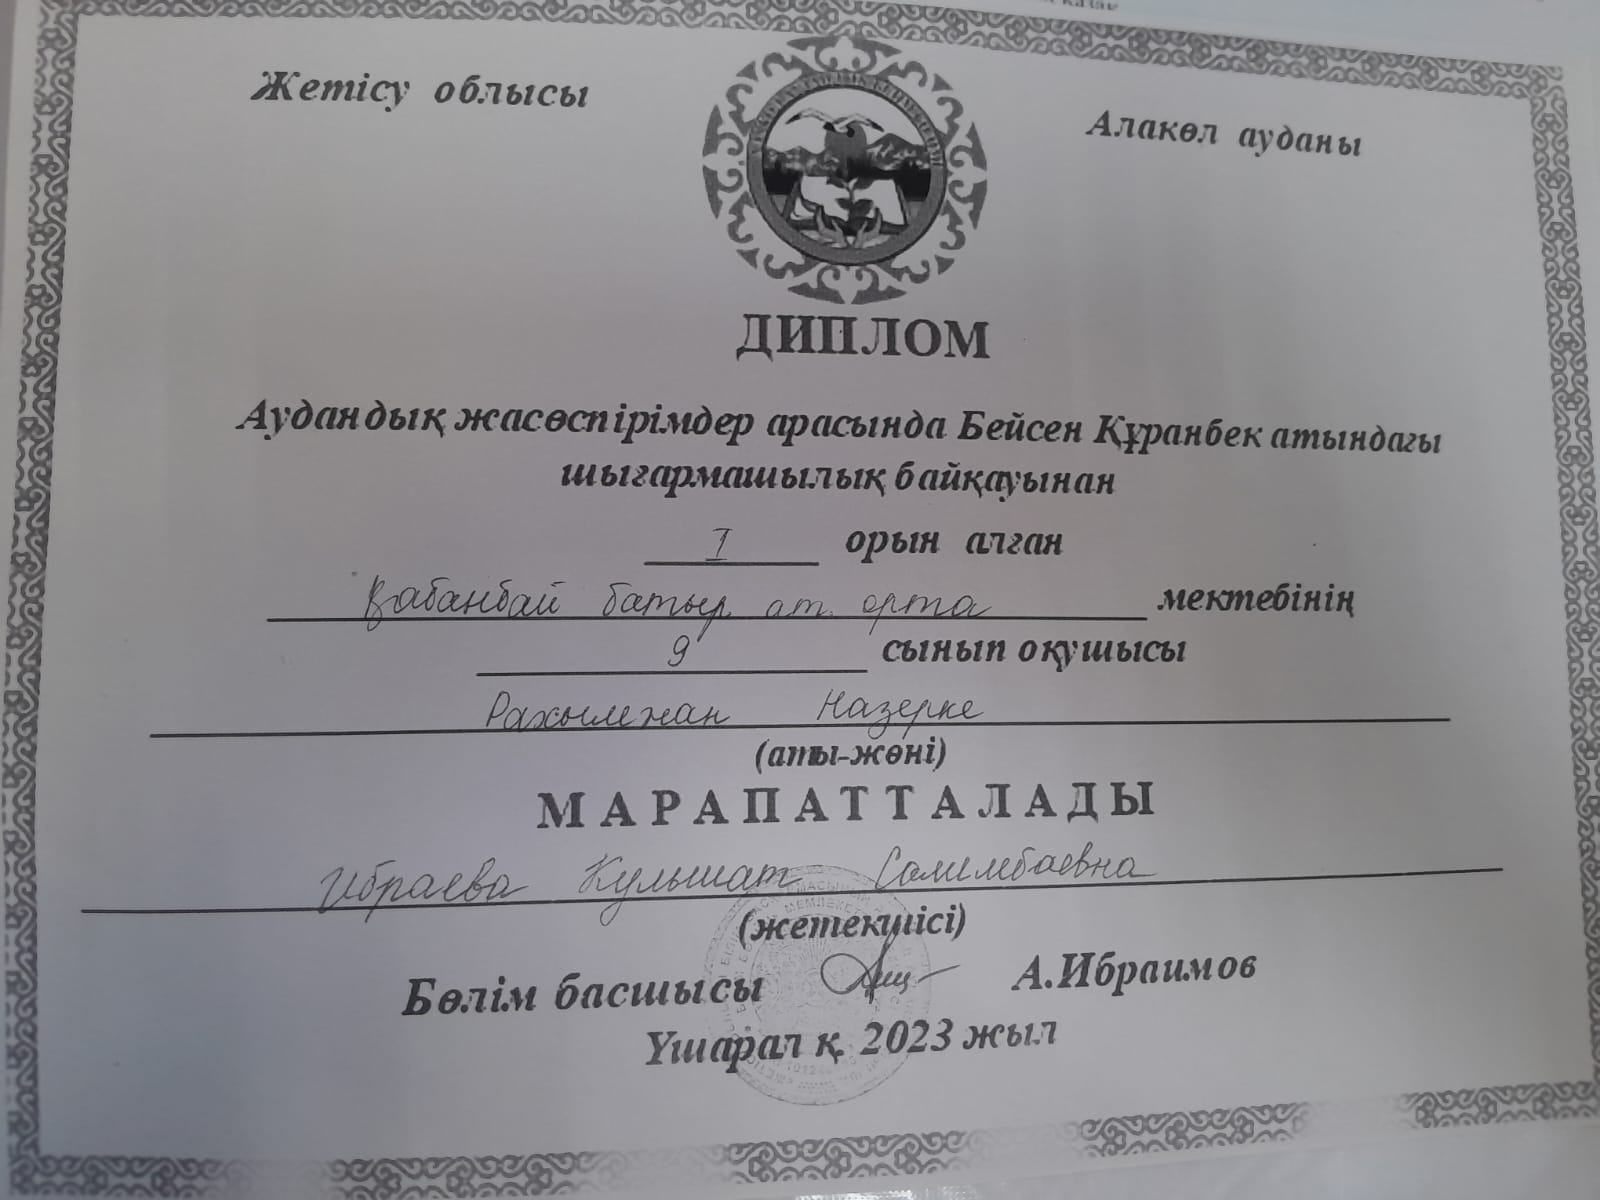 Жетісу облысы
Алакөл ауданы
ДИПЛОМ
Аудандық жасөспірімдер арасында Бейсен Құранбек атындағы
шығармашылық байқауынан
I орын алған
Қабанбай батыр ат. орта мектебінің
9 сынып оқушысы
Рахымжан Назерке
(аты-жөні)
МАРАПАТТАЛАДЫ
Ибраева Кульшат Салимбаевна
(жетекшісі)
Бөлім басшысы А.Ибраимов
Үшарал қ. 2023 жыл